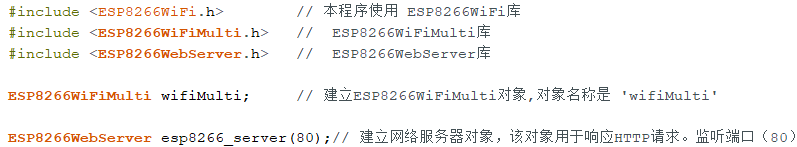 #include <ESP8266WiFi.h>        // 本程序使用 ESP8266WiFi库
#include <ESP8266WiFiMulti.h>   //  ESP8266WiFiMulti库
#include <ESP8266WebServer.h>   //  ESP8266WebServer库
ESP8266WiFiMulti wifiMulti;     // 建立ESP8266WiFiMulti对象,对象名称是 'wifiMulti'
ESP8266WebServer esp8266_server(80);// 建立网络服务器对象，该对象用于响应HTTP请求。监听端口（80）